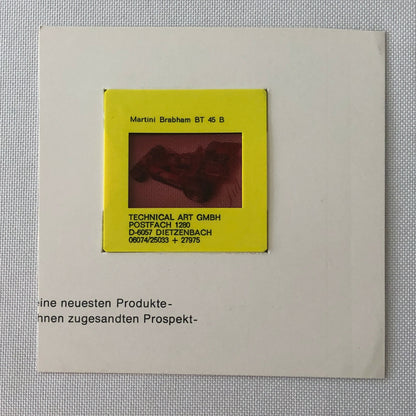 Martini Brabham BT 45 B
TECHNICAL ART GMBH
POSTFACH 1280
D-6057 DIETZENBACH
06074/25033 + 27975
eine neuesten Produkte-
hnen zugesandten Prospekt-